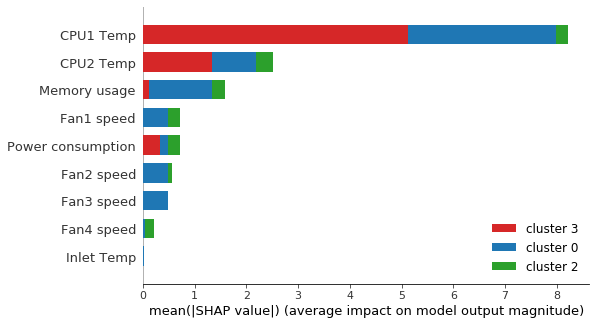 CPU1 Temp
CPU2 Temp
Memory usage
Fan1 speed
Power consumption
Fan2 speed
Fan3 speed
Fan4 speed
Inlet Temp
cluster 3
cluster 0
cluster 2
0 1 2 3 4 5 6 7 8
mean(|SHAP value|) (average impact on model output magnitude)